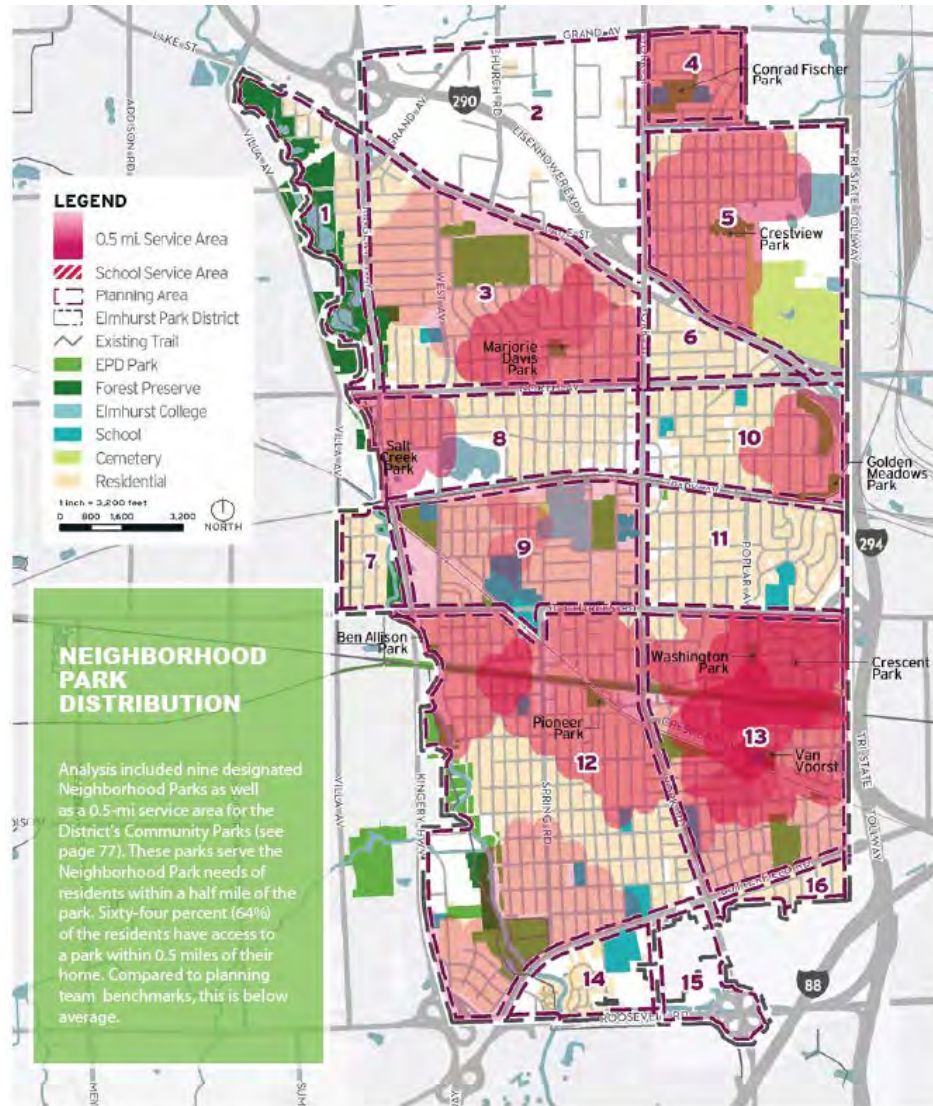 LAKE ST
GRAND AV
ADDISON RD
CHURCH RD
2
4
Conrad Fischer
Park
290
GRAND AV
EISENHOWER EXPY
VILLA AV
TRI STATE TOLLWAY
LEGEND
0.5 mi. Service Area
School Service Area
Planning Area
Elmhurst Park District
Existing Trail
EPD Park
Forest Preserve
Elmhurst College
School
Cemetery
Residential
1 inch = 3,200 feet
0 800 1,600 3,200
NORTH
1
5
Crestview
Park
3
WEST AV
6
Marjorie
Davis
Park
VILLA AV
8
10
Salt
Creek
Park
Golden
Meadows
Park
9
11
7
POPLAR AV
294
NEIGHBORHOOD
PARK
DISTRIBUTION
Analysis included nine designated
Neighborhood Parks as well
as a 0.5-mi service area for the
District's Community Parks (see
page 77). These parks serve the
Neighborhood Park needs of
residents within a half mile of the
park. Sixty-four percent (64%)
of the residents have access to
a park within 0.5 miles of their
home. Compared to planning
team benchmarks, this is below
average.
Ben Allison
Park
Washington
Park
Crescent
Park
Pioneer
Park
12
13
Van
Voorst
VILLA AV
KINGERY HWY
SPRING RD
TRI STATE
TOLLWAY
16
14
15
88
ROOSEVELT RD